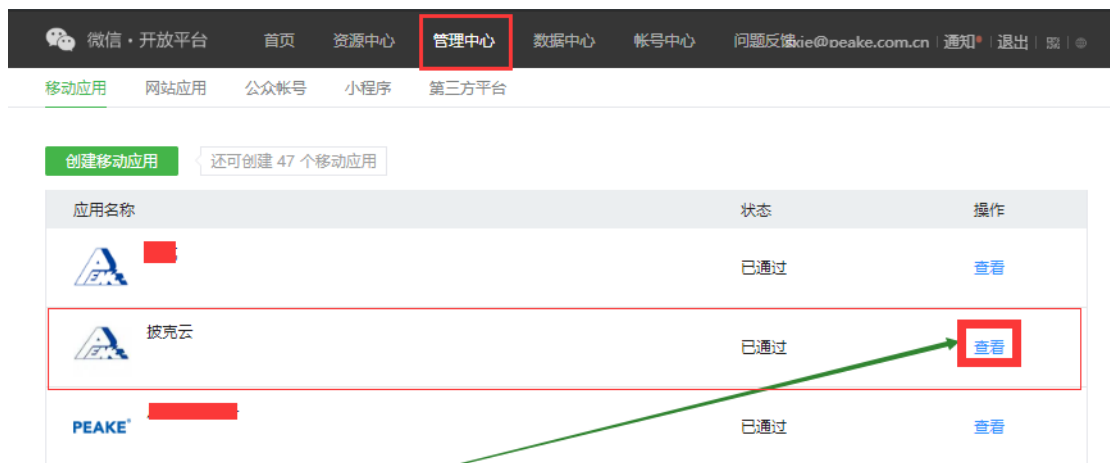 微信·开放平台 首页 资源中心 管理中心 数据中心 帐号中心 问题反馈 xie@peake.com.cn 通知 退出
移动应用 网站应用 公众帐号 小程序 第三方平台
创建移动应用 还可创建 47 个移动应用
应用名称 状态 操作
已通过 查看
披克云 已通过 查看
PEAKE 已通过 查看